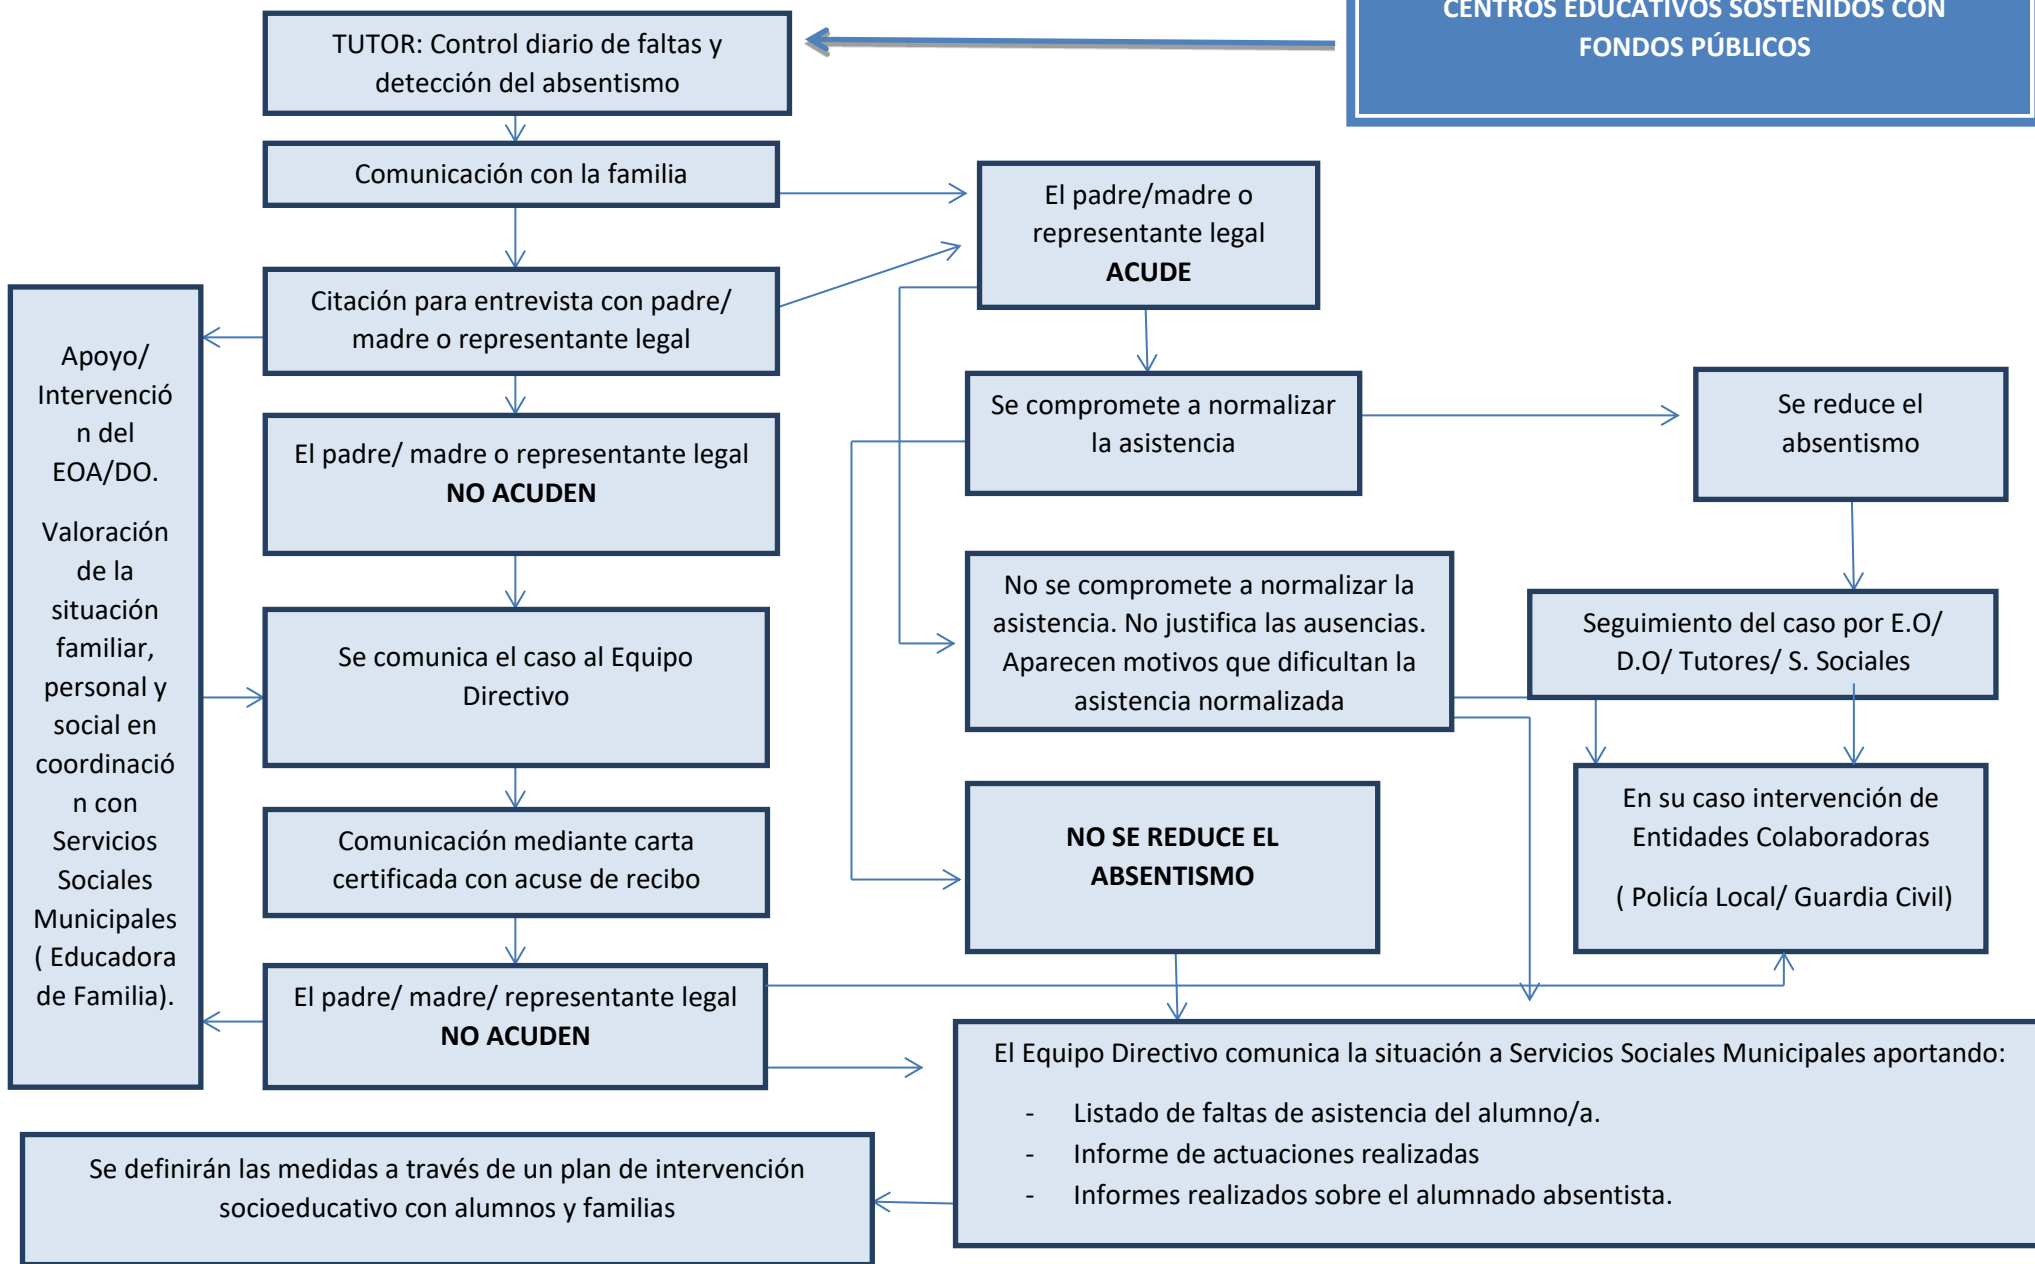 CENTROS EDUCATIVOS SOSTENIDOS CON
FONDOS PÚBLICOS
TUTOR: Control diario de faltas y
detección del absentismo
Comunicación con la familia
El padre/madre o
representante legal
ACUDE
Citación para entrevista con padre/
madre o representante legal
Apoyo/
Intervenció
n del
EOA/DO.
Valoración
de la
situación
familiar,
personal y
social en
coordinació
n con
Servicios
Sociales
Municipales
( Educadora
de Familia).
Se compromete a normalizar
la asistencia
Se reduce el
absentismo
El padre/ madre o representante legal
NO ACUDEN
No se compromete a normalizar la
asistencia. No justifica las ausencias.
Aparecen motivos que dificultan la
asistencia normalizada
Seguimiento del caso por E.O/
D.O/ Tutores/ S. Sociales
Se comunica el caso al Equipo
Directivo
En su caso intervención de
Entidades Colaboradoras
( Policía Local/ Guardia Civil)
NO SE REDUCE EL
ABSENTISMO
Comunicación mediante carta
certificada con acuse de recibo
El padre/ madre/ representante legal
NO ACUDEN
El Equipo Directivo comunica la situación a Servicios Sociales Municipales aportando:
- Listado de faltas de asistencia del alumno/a.
- Informe de actuaciones realizadas
- Informes realizados sobre el alumnado absentista.
Se definirán las medidas a través de un plan de intervención
socioeducativo con alumnos y familias